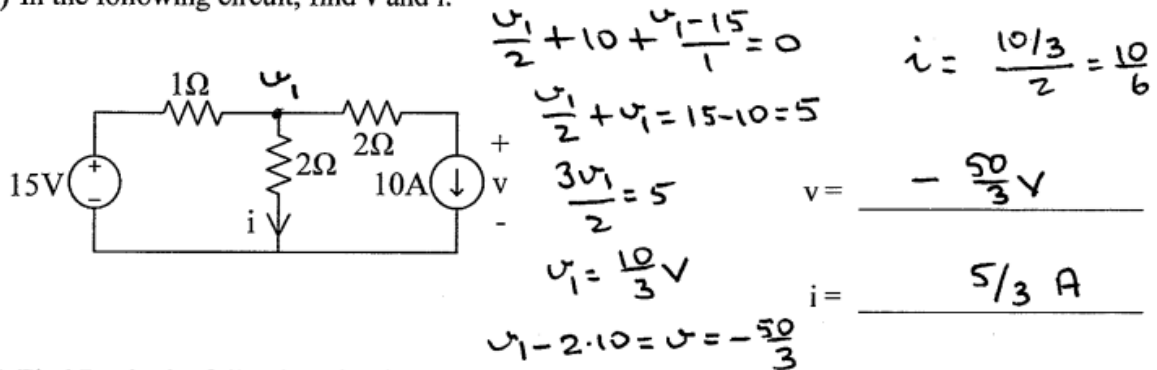 ) In the following circuit, find v and i.
v₁/2 + 10 + (v₁-15)/1 = 0
v₁/2 + v₁ = 15-10 = 5
3v₁/2 = 5
v₁ = 10/3 V
v₁ - 2·10 = v = - 50/3
i = (10/3)/2 = 10/6
v = - 50/3 V
i = 5/3 A
1Ω
v₁
2Ω
2Ω
15V
+
-
10A
↓
+
v
-
i